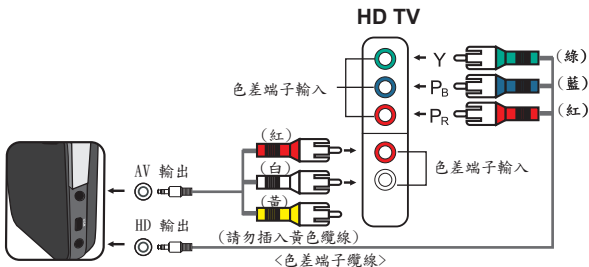 HD TV
Y
(綠)
色差端子輸入
PB
(藍)
PR
(紅)
(紅)
AV 輸出
(白)
色差端子輸入
(黃)
HD 輸出
(請勿插入黃色纜線)
<色差端子纜線>